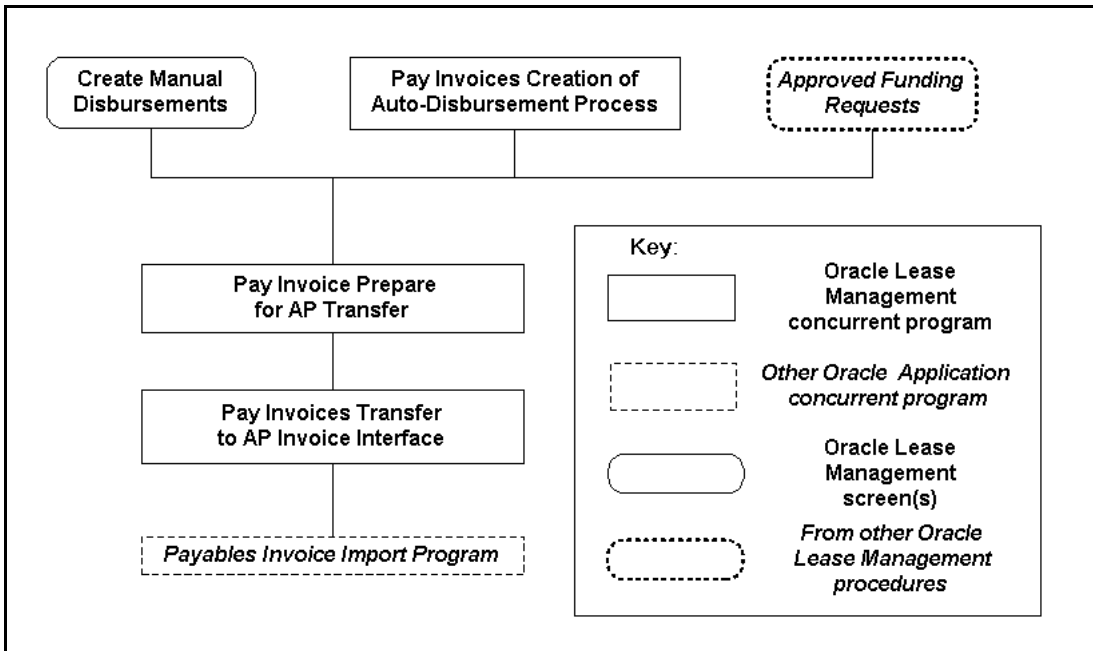 Create Manual
Disbursements
Pay Invoices Creation of
Auto-Disbursement Process
Approved Funding
Requests
Pay Invoice Prepare
for AP Transfer
Pay Invoices Transfer
to AP Invoice Interface
Payables Invoice Import Program
Key:
Oracle Lease
Management
concurrent program
Other Oracle Application
concurrent program
Oracle Lease
Management
screen(s)
From other Oracle
Lease Management
procedures